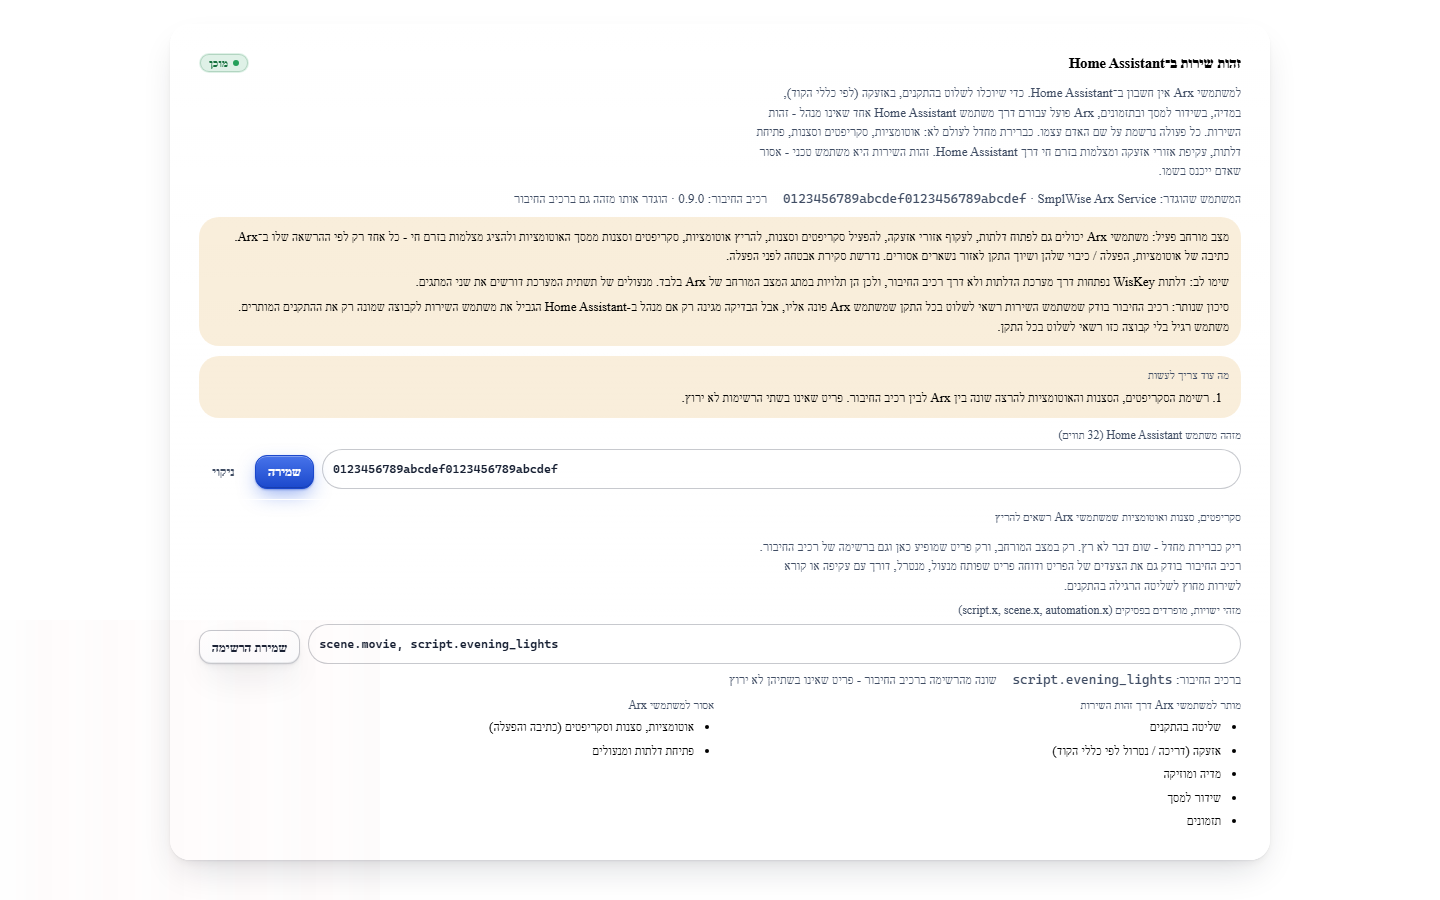 זהות שירות ב־Home Assistant
מוכן
למשתמשי Arx אין חשבון ב־Home Assistant. כדי שיוכלו לשלוט בהתקנים, באזעקה (לפי כללי הקוד),
במדיה, בשידור למסך ובתזמונים, Arx פועל עבורם דרך משתמש Home Assistant אחד שאינו מנהל - זהות
השירות. כל פעולה נרשמת על שם האדם עצמו. כברירת מחדל לעולם לא: אוטומציות, סקריפטים וסצנות, פתיחת
דלתות, עקיפת אזורי אזעקה ומצלמות בזרם חי דרך Home Assistant. זהות השירות היא משתמש טכני - אסור
שאדם ייכנס בשמו.
המשתמש שהוגדר: SmplWise Arx Service · 0123456789abcdef0123456789abcdef רכיב החיבור: 0.9.0 · הוגדר אותו מזהה גם ברכיב החיבור
מצב מורחב פעיל: משתמשי Arx יכולים גם לפתוח דלתות, לעקוף אזורי אזעקה, להפעיל סקריפטים וסצנות, להריץ אוטומציות, סקריפטים וסצנות ממסך האוטומציות ולהציג מצלמות בזרם חי - כל אחד רק לפי ההרשאה שלו ב־Arx.
כתיבה של אוטומציות, הפעלה / כיבוי שלהן ושיוך התקן לאזור נשארים אסורים. נדרשת סקירת אבטחה לפני הפעלה.
שימו לב: דלתות WisKey נפתחות דרך מערכת הדלתות ולא דרך רכיב החיבור, ולכן הן תלויות במתג המצב המורחב של Arx בלבד. מנעולים של תשתית המערכת דורשים את שני המתגים.
סיכון שנותר: רכיב החיבור בודק שמשתמש השירות רשאי לשלוט בכל התקן שמשתמש Arx פונה אליו, אבל הבדיקה מגינה רק אם מנהל ב-Home Assistant הגביל את משתמש השירות לקבוצה שמונה רק את ההתקנים המותרים.
משתמש רגיל בלי קבוצה כזו רשאי לשלוט בכל התקן.
מה עוד צריך לעשות
1. רשימת הסקריפטים, הסצנות והאוטומציות להרצה שונה בין Arx לבין רכיב החיבור. פריט שאינו בשתי הרשימות לא ירוץ.
מזהה משתמש Home Assistant (32 תווים)
0123456789abcdef0123456789abcdef
שמירה
ניקוי
סקריפטים, סצנות ואוטומציות שמשתמשי Arx רשאים להריץ
ריק כברירת מחדל - שום דבר לא רץ. רק במצב המורחב, ורק פריט שמופיע כאן וגם ברשימה של רכיב החיבור.
רכיב החיבור בודק גם את הצעדים של הפריט ודוחה פריט שפותח מנעול, מנטרל, דורך עם עקיפה או קורא
לשירות מחוץ לשליטה הרגילה בהתקנים.
מזהי ישויות, מופרדים בפסיקים (script.x, scene.x, automation.x)
scene.movie, script.evening_lights
שמירת הרשימה
ברכיב החיבור: script.evening_lights שונה מהרשימה ברכיב החיבור - פריט שאינו בשתיהן לא ירוץ
מותר למשתמשי Arx דרך זהות השירות
שליטה בהתקנים
אזעקה (דריכה / נטרול לפי כללי הקוד)
מדיה ומוזיקה
שידור למסך
תזמונים
אסור למשתמשי Arx
אוטומציות, סצנות וסקריפטים (כתיבה והפעלה)
פתיחת דלתות ומנעולים